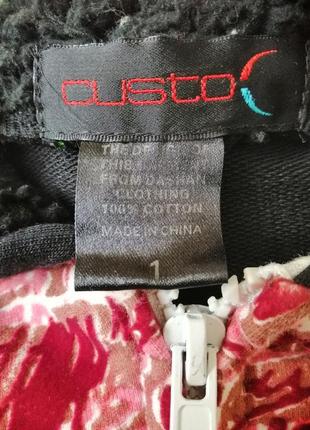 custo
THE DE
THIS
FROM DASHAN
CLOTHING
100% COTTON
MADE IN CHINA
1